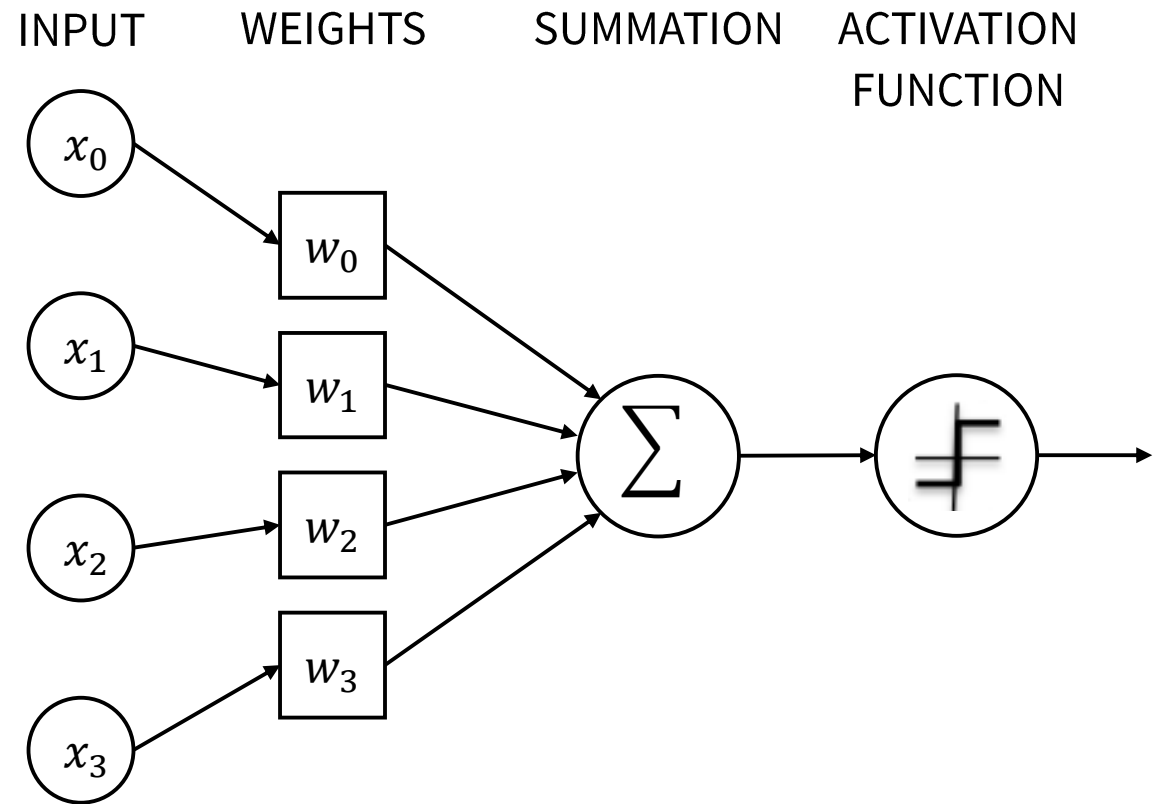 INPUT
WEIGHTS
SUMMATION
ACTIVATION
FUNCTION
x₀
w₀
x₁
w₁
x₂
w₂
x₃
w₃
∑